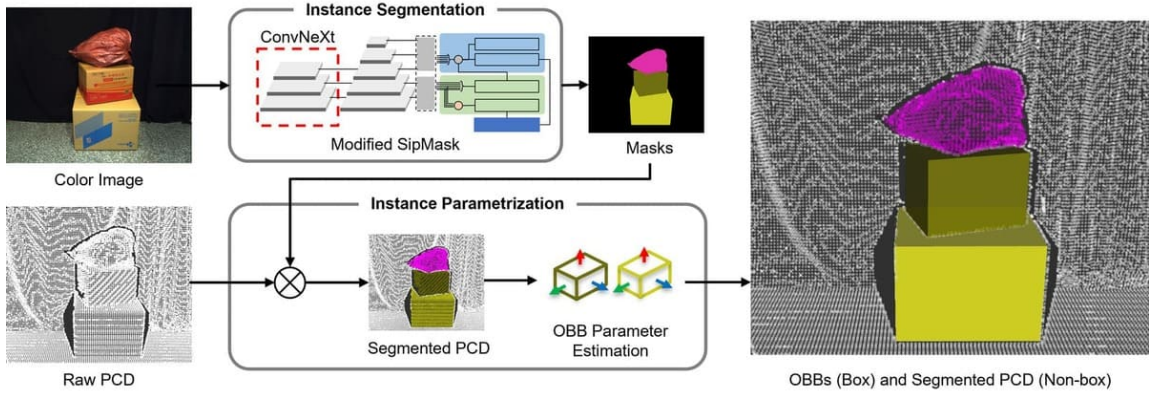 Instance Segmentation
ConvNeXt
Modified SipMask
Color Image
Masks
Instance Parametrization
Segmented PCD
OBB Parameter
Estimation
Raw PCD
OBBs (Box) and Segmented PCD (Non-box)